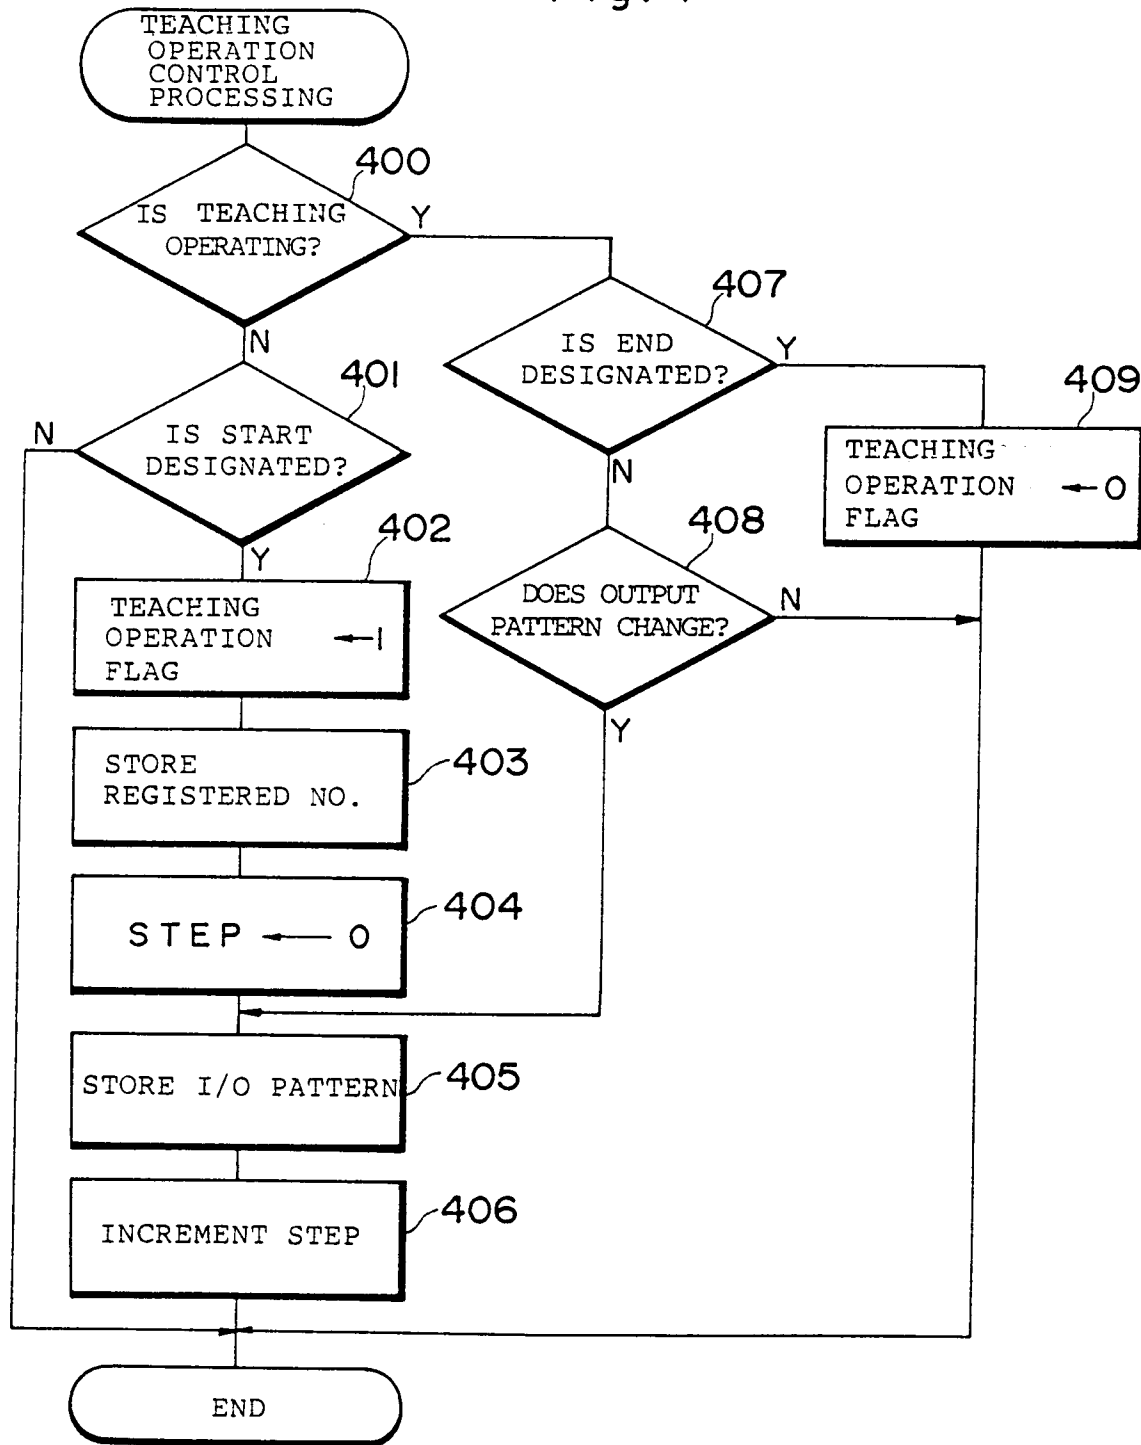 TEACHING
OPERATION
CONTROL
PROCESSING
400
IS TEACHING
OPERATING?
Y
N
407
IS END
DESIGNATED?
Y
N
401
IS START
DESIGNATED?
N
Y
409
TEACHING
OPERATION ← 0
FLAG
402
TEACHING
OPERATION ← 1
FLAG
408
DOES OUTPUT
PATTERN CHANGE?
N
Y
403
STORE
REGISTERED NO.
404
STEP ← 0
405
STORE I/O PATTERN
406
INCREMENT STEP
END